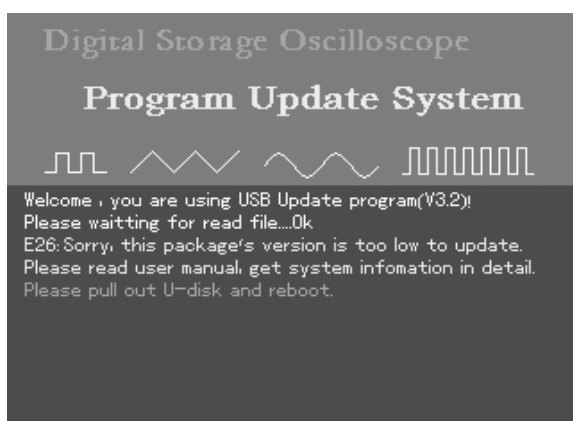 Digital Storage Oscilloscope
Program Update System
Welcome , you are using USB Update program(V3.2)!
Please waitting for read file....Ok
E26:Sorry, this package's version is too low to update.
Please read user manual, get system infomation in detail.
Please pull out U-disk and reboot.